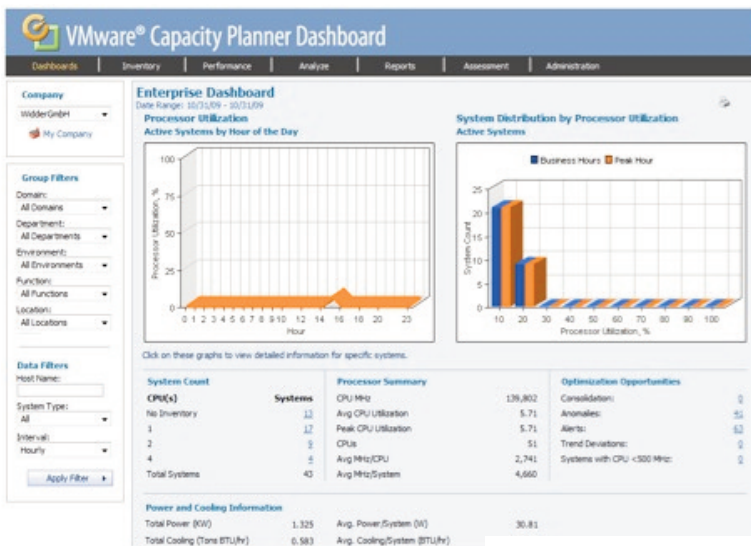 VMware® Capacity Planner Dashboard
Dashboards Inventory Performance Analyze Reports Assessment Administration
Company
WidderGmbH
My Company
Group Filters
Domain:
All Domains
Department:
All Departments
Environment:
All Environments
Function:
All Functions
Location:
All Locations
Data Filters
Host Name:
System Type:
All
Interval:
Hourly
Apply Filter
Enterprise Dashboard
Date Range: 10/31/09 - 10/31/09
Processor Utilization
Active Systems by Hour of the Day
100
75
50
25
0
Processor Utilization, %
0 1 2 3 4 5 6 7 8 9 10 12 14 16 18 20 23
Hour
System Distribution by Processor Utilization
Active Systems
Business Hours Peak Hour
25
20
15
10
5
0
System Count
10 20 30 40 50 60 70 80 90 100
Processor Utilization, %
Click on these graphs to view detailed information for specific systems.
System Count
CPU(s) Systems
No Inventory 13
1 17
2 9
4 4
Total Systems 43
Processor Summary
CPU MHz 139,802
Avg CPU Utilization 5.71
Peak CPU Utilization 5.71
CPUs 51
Avg MHz/CPU 2,741
Avg MHz/System 4,660
Optimization Opportunities
Consolidation: 0
Anomalies: 41
Alerts: 63
Trend Deviations: 0
Systems with CPU <500 MHz: 0
Power and Cooling Information
Total Power (KW) 1.325 Avg. Power/System (W) 30.81
Total Cooling (Tons BTU/hr) 0.583 Avg. Cooling/System (BTU/hr)